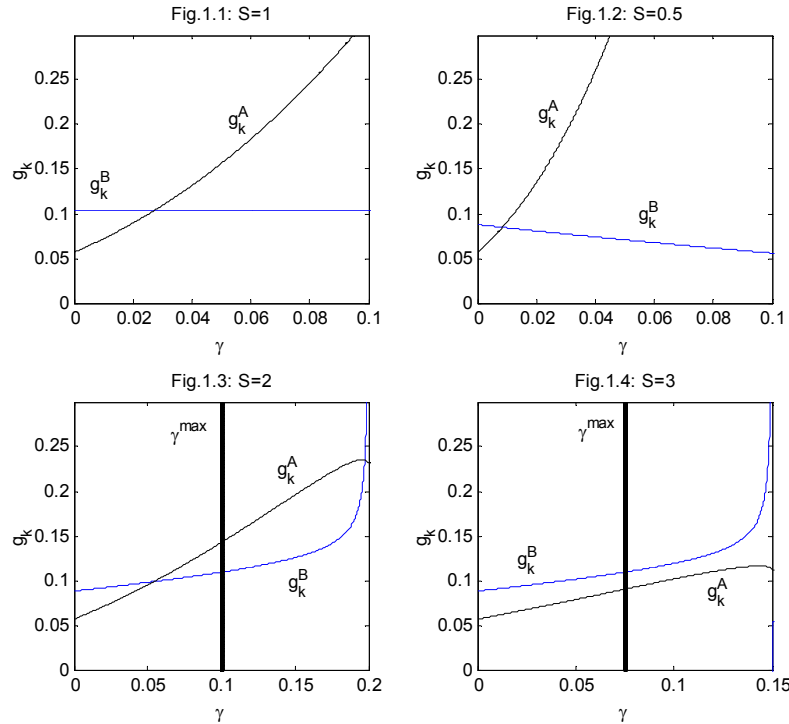 Fig.1.1: S=1
g_k
0.25
0.2
0.15
0.1
0.05
0
g_k^A
g_k^B
0 0.02 0.04 0.06 0.08 0.1
γ
Fig.1.2: S=0.5
g_k
0.25
0.2
0.15
0.1
0.05
0
g_k^A
g_k^B
g_k^B
0 0.02 0.04 0.06 0.08 0.1
γ
Fig.1.3: S=2
g_k
0.25
0.2
0.15
0.1
0.05
0
γ^max
g_k^A
g_k^B
0 0.05 0.1 0.15 0.2
γ
Fig.1.4: S=3
g_k
0.25
0.2
0.15
0.1
0.05
0
γ^max
g_k^B
g_k^A
0 0.05 0.1 0.15
γ